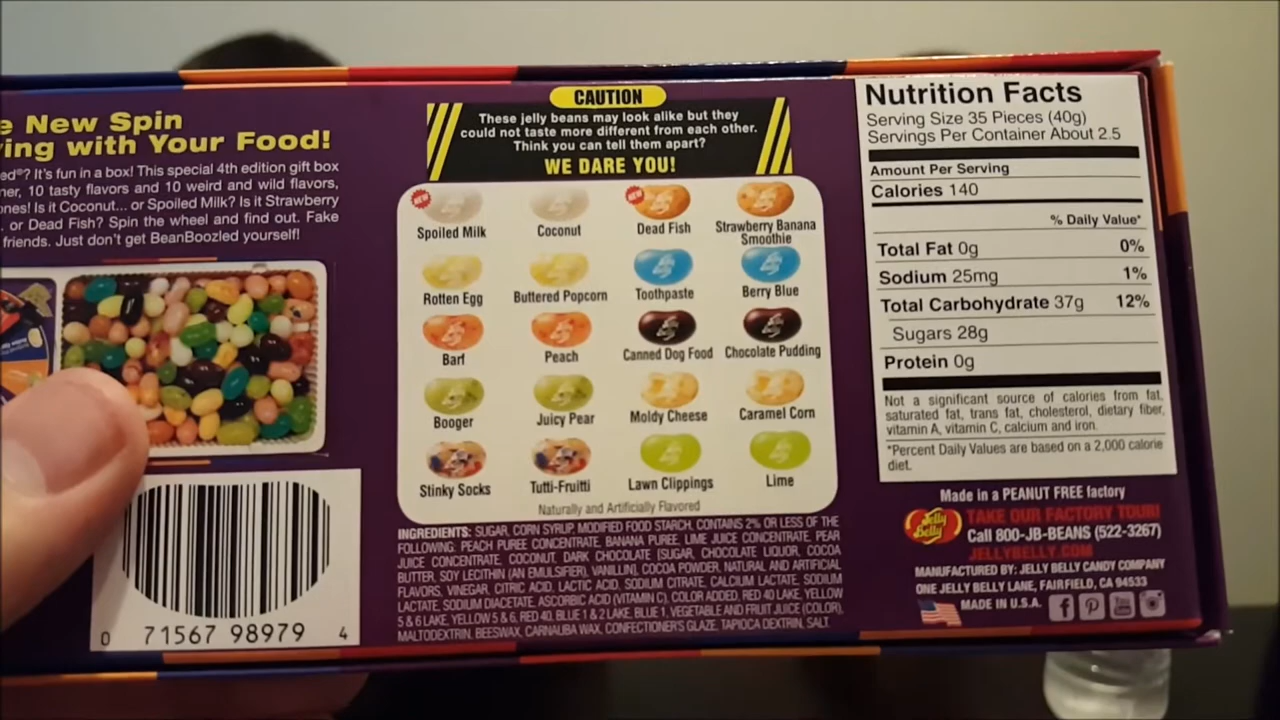 e New Spin
ing with Your Food!
ed®? It's fun in a box! This special 4th edition gift box
ner, 10 tasty flavors and 10 weird and wild flavors,
ones! Is it Coconut... or Spoiled Milk? Is it Strawberry
. or Dead Fish? Spin the wheel and find out. Fake
friends. Just don't get BeanBoozled yourself!
0 71567 98979 4
CAUTION
These jelly beans may look alike but they
could not taste more different from each other.
Think you can tell them apart?
WE DARE YOU!
NEW
NEW
Spoiled Milk
Coconut
Dead Fish
Strawberry Banana
Smoothie
Rotten Egg
Buttered Popcorn
Toothpaste
Berry Blue
Barf
Peach
Canned Dog Food
Chocolate Pudding
Booger
Juicy Pear
Moldy Cheese
Caramel Corn
Stinky Socks
Tutti-Fruitti
Lawn Clippings
Lime
Naturally and Artificially Flavored
INGREDIENTS: SUGAR, CORN SYRUP, MODIFIED FOOD STARCH, CONTAINS 2% OR LESS OF THE
FOLLOWING: PEACH PUREE CONCENTRATE, BANANA PUREE, LIME JUICE CONCENTRATE, PEAR
JUICE CONCENTRATE, COCONUT, DARK CHOCOLATE [SUGAR, CHOCOLATE LIQUOR, COCOA
BUTTER, SOY LECITHIN (AN EMULSIFIER), VANILLIN], COCOA POWDER, NATURAL AND ARTIFICIAL
FLAVORS, VINEGAR, CITRIC ACID, LACTIC ACID, SODIUM CITRATE, CALCIUM LACTATE, SODIUM
LACTATE, SODIUM DIACETATE, ASCORBIC ACID (VITAMIN C), COLOR ADDED, RED 40 LAKE, YELLOW
5 & 6 LAKE, YELLOW 5 & 6, RED 40, BLUE 1 & 2 LAKE, BLUE 1, VEGETABLE AND FRUIT JUICE (COLOR),
MALTODEXTRIN, BEESWAX, CARNAUBA WAX, CONFECTIONER'S GLAZE, TAPIOCA DEXTRIN, SALT.
Nutrition Facts
Serving Size 35 Pieces (40g)
Servings Per Container About 2.5
Amount Per Serving
Calories 140
% Daily Value*
Total Fat 0g 0%
Sodium 25mg 1%
Total Carbohydrate 37g 12%
Sugars 28g
Protein 0g
Not a significant source of calories from fat,
saturated fat, trans fat, cholesterol, dietary fiber,
vitamin A, vitamin C, calcium and iron.
*Percent Daily Values are based on a 2,000 calorie
diet.
Made in a PEANUT FREE factory
Jelly
Belly
TAKE OUR FACTORY TOUR!
Call 800-JB-BEANS (522-3267)
JELLYBELLY.COM
MANUFACTURED BY: JELLY BELLY CANDY COMPANY
ONE JELLY BELLY LANE, FAIRFIELD, CA 94533
MADE IN U.S.A.